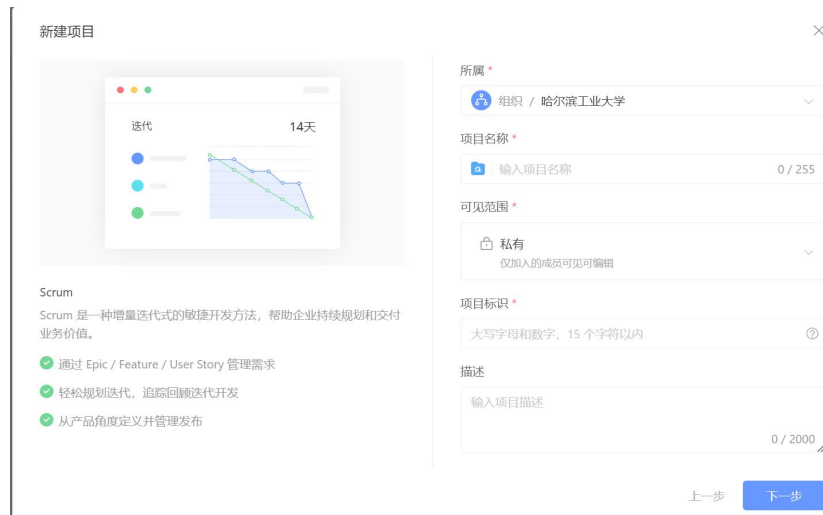 新建项目
迭代
14天
Scrum
Scrum 是一种增量迭代式的敏捷开发方法，帮助企业持续规划和交付
业务价值。
通过 Epic / Feature / User Story 管理需求
轻松规划迭代，追踪回顾迭代开发
从产品角度定义并管理发布
所属 *
组织 / 哈尔滨工业大学
项目名称 *
输入项目名称
0 / 255
可见范围 *
私有
仅加入的成员可见可编辑
项目标识 *
大写字母和数字，15 个字符以内
描述
输入项目描述
0 / 2000
上一步
下一步